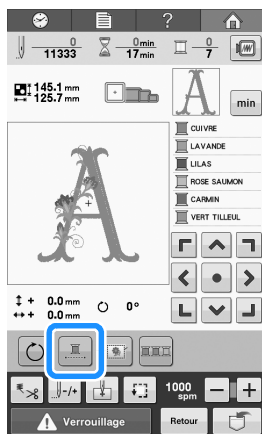 ?
0
11333
0min
17min
0
7
145.1 mm
125.7 mm
min
A
CUIVRE
LAVANDE
LILAS
ROSE SAUMON
CARMIN
VERT TILLEUL
+ 0.0 mm
+ 0.0 mm
0°
-/+
1000
spm
Verrouillage
Retour